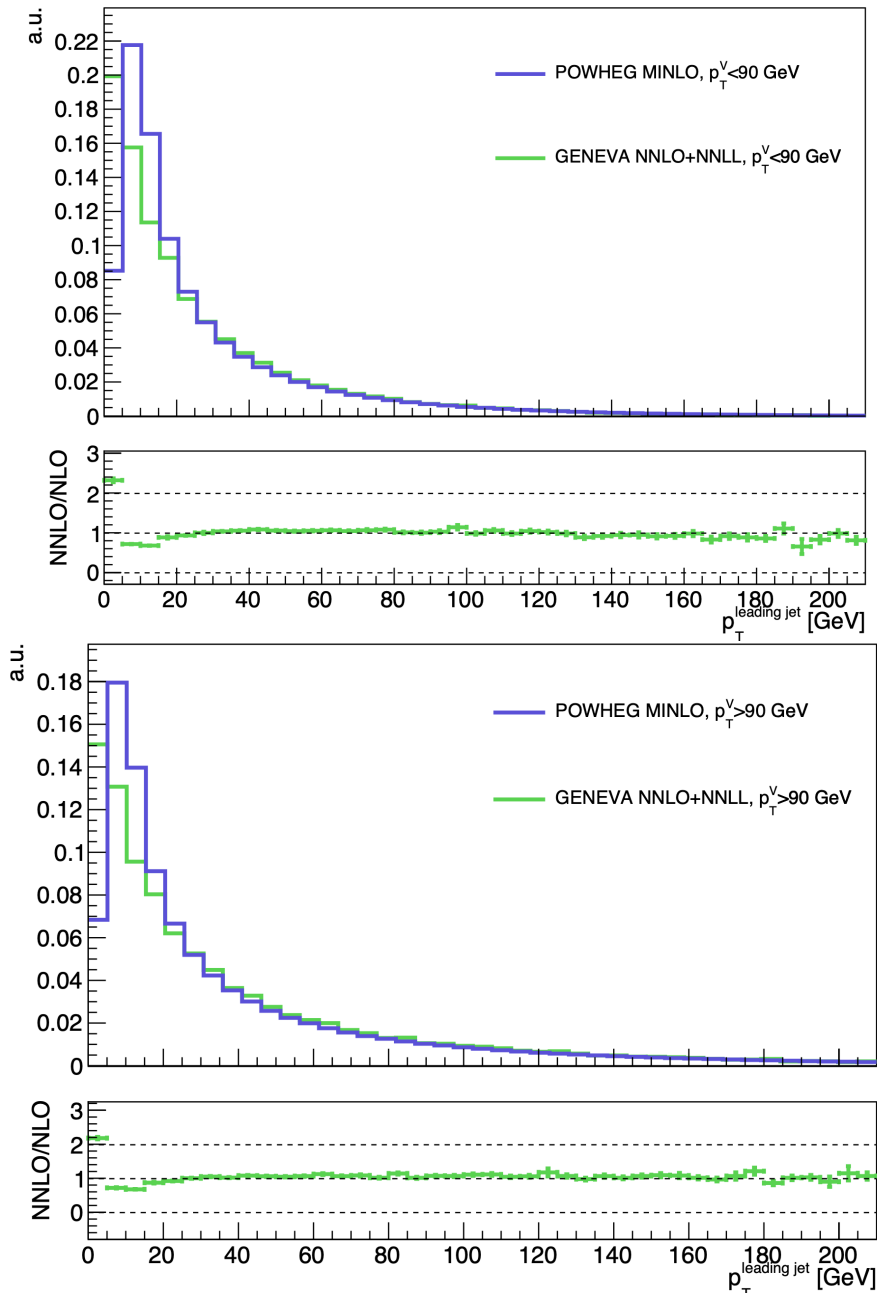 a.u.
0.22
0.2
0.18
0.16
0.14
0.12
0.1
0.08
0.06
0.04
0.02
0
POWHEG MINLO, p_T^V<90 GeV
GENEVA NNLO+NNLL, p_T^V<90 GeV
NNLO/NLO
3
2
1
0
0 20 40 60 80 100 120 140 160 180 200
p_T^leading jet [GeV]
a.u.
0.18
0.16
0.14
0.12
0.1
0.08
0.06
0.04
0.02
0
POWHEG MINLO, p_T^V>90 GeV
GENEVA NNLO+NNLL, p_T^V>90 GeV
NNLO/NLO
3
2
1
0
0 20 40 60 80 100 120 140 160 180 200
p_T^leading jet [GeV]